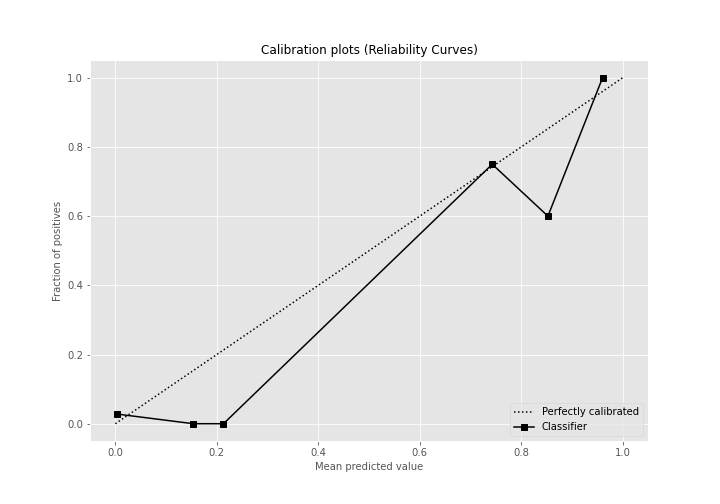 Calibration plots (Reliability Curves)
1.0
0.8
0.6
0.4
0.2
0.0
Fraction of positives
0.0 0.2 0.4 0.6 0.8 1.0
Mean predicted value
Perfectly calibrated
Classifier